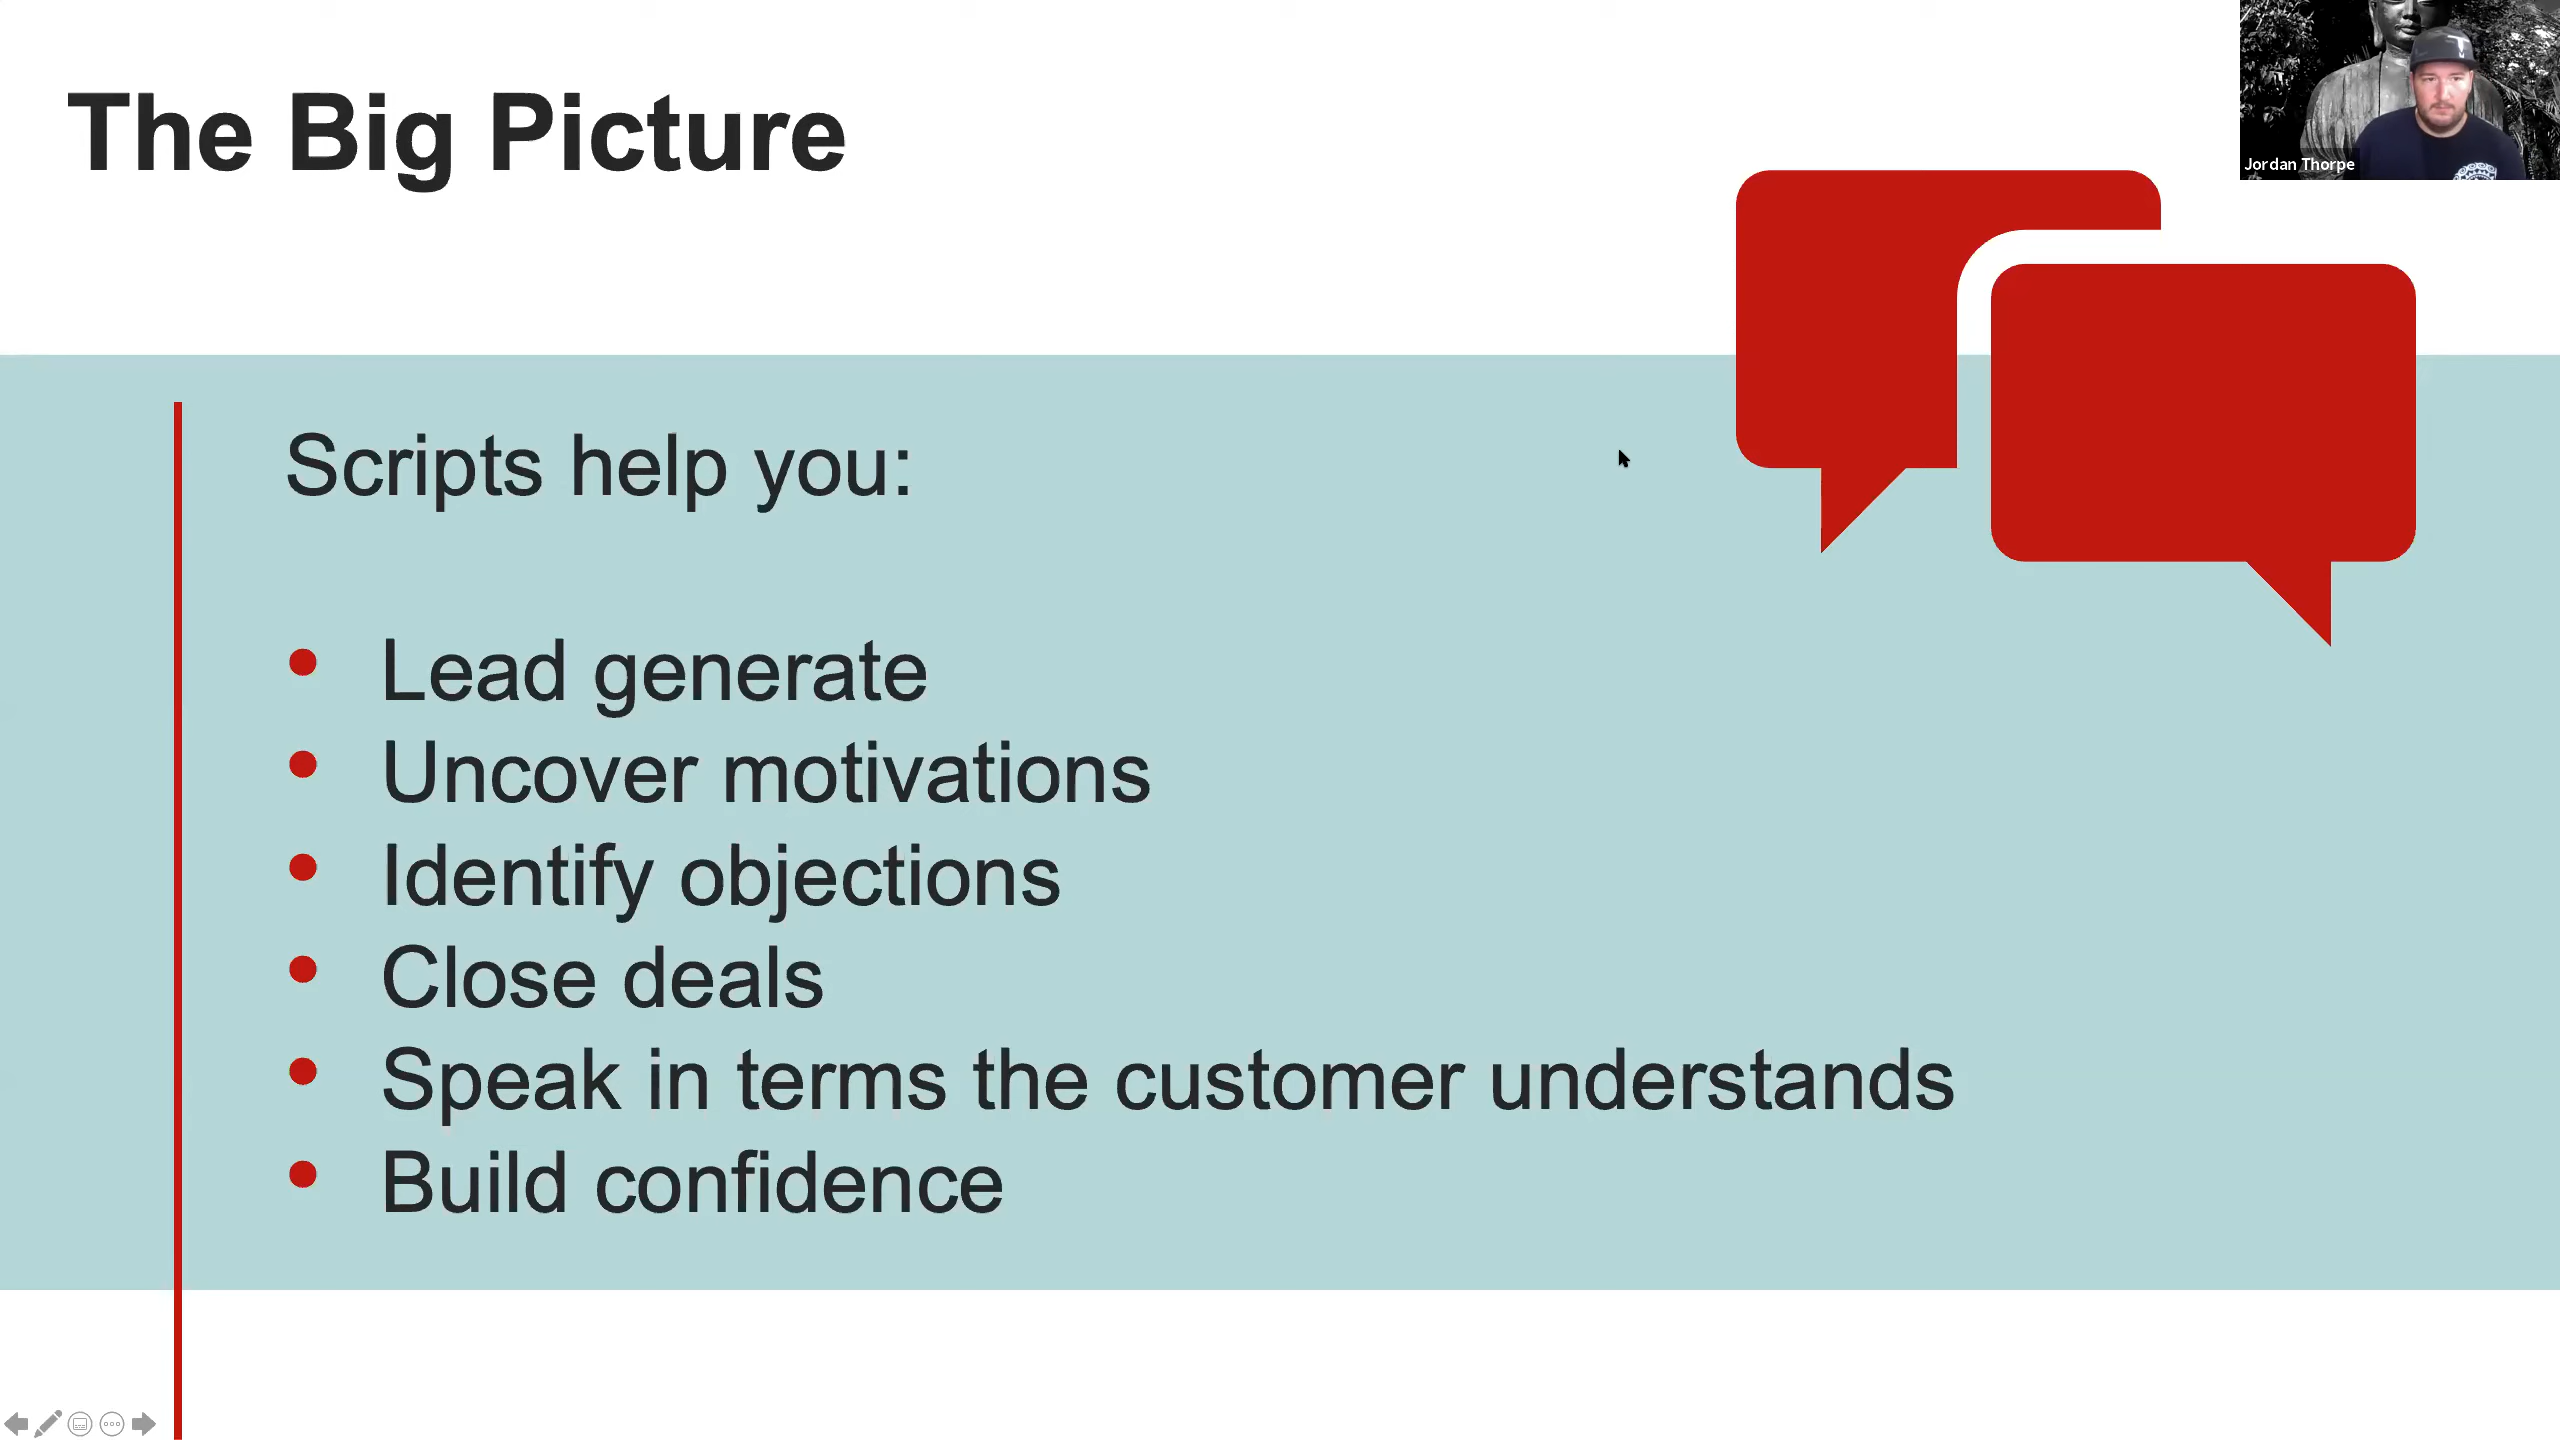 The Big Picture
Jordan Thorpe
Scripts help you:
• Lead generate
• Uncover motivations
• Identify objections
• Close deals
• Speak in terms the customer understands
• Build confidence